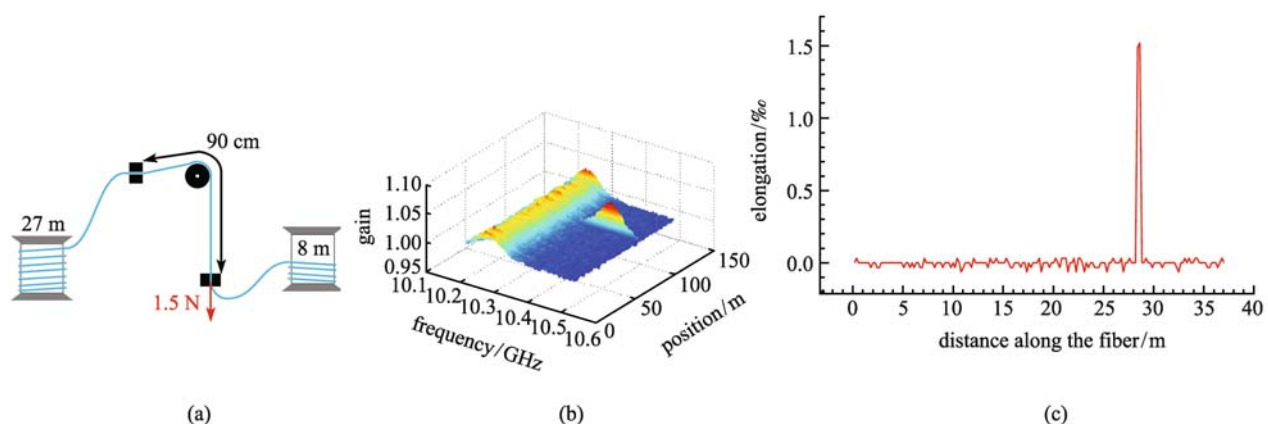 90 cm
27 m
8 m
1.5 N
(a)
gain
1.10
1.05
1.00
0.95
10.1
10.2
10.3
10.4
10.5
10.6
frequency/GHz
0
50
100
150
position/m
(b)
elongation/‰
1.5
1.0
0.5
0.0
0 5 10 15 20 25 30 35 40
distance along the fiber/m
(c)